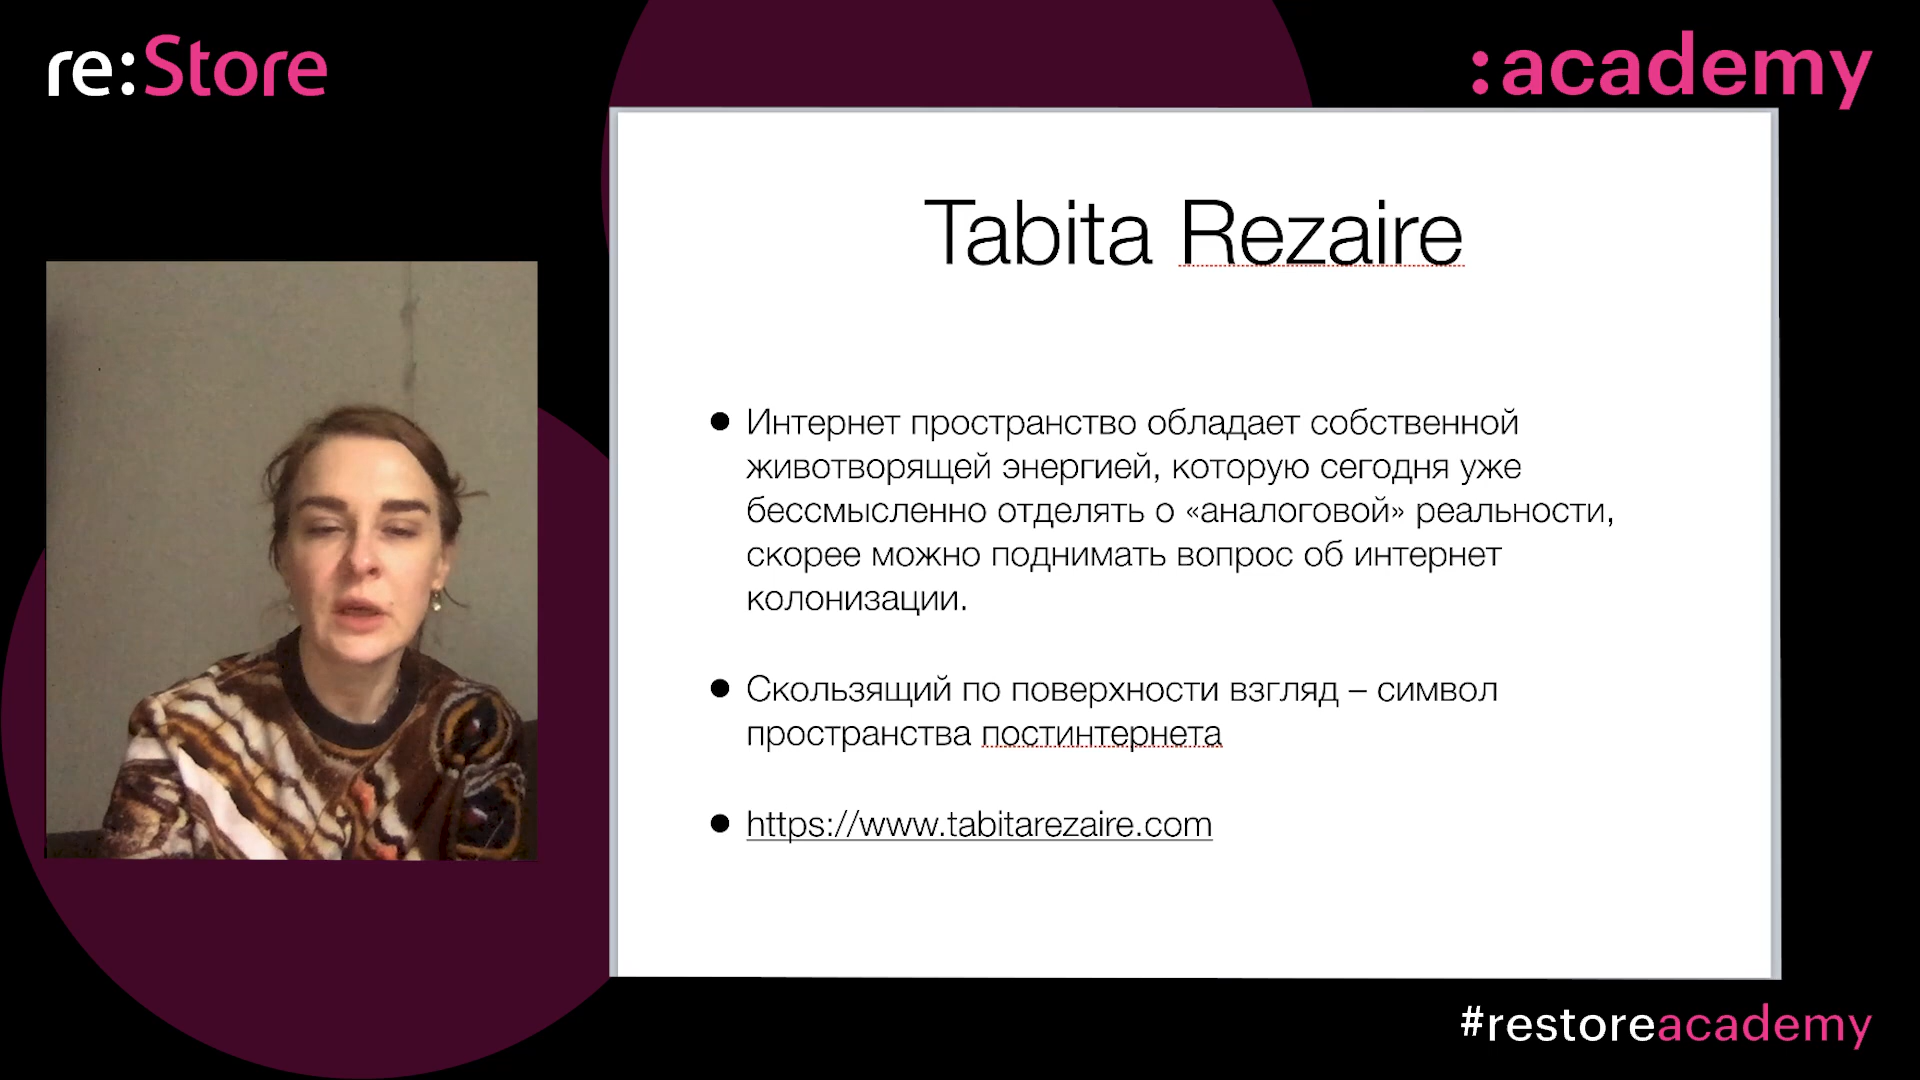 re:Store
:academy
Tabita Rezaire
● Интернет пространство обладает собственной
животворящей энергией, которую сегодня уже
бессмысленно отделять о «аналоговой» реальности,
скорее можно поднимать вопрос об интернет
колонизации.
● Скользящий по поверхности взгляд – символ
пространства постинтернета
● https://www.tabitarezaire.com
#restoreacademy